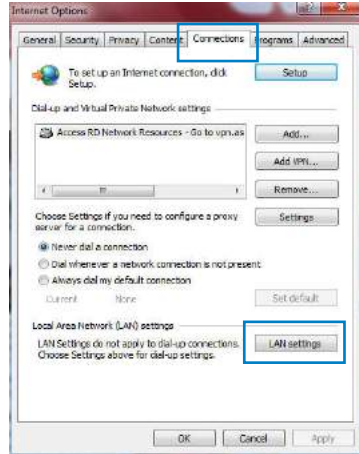 Internet Options
General Security Privacy Content Connections Programs Advanced
To set up an Internet connection, click
Setup.
Setup
Dial-up and Virtual Private Network settings
Access RD Network Resources - Go to vpn.as
Add...
Add VPN...
Remove...
Choose Settings if you need to configure a proxy
server for a connection.
Settings
Never dial a connection
Dial whenever a network connection is not present
Always dial my default connection
Current None
Set default
Local Area Network (LAN) settings
LAN Settings do not apply to dial-up connections.
Choose Settings above for dial-up settings.
LAN settings
OK Cancel Apply